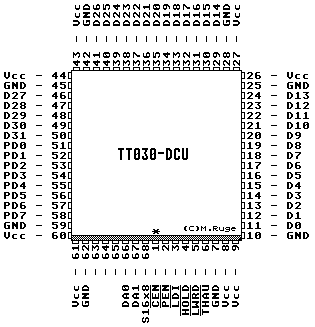 43 - Vcc
42 - GND
41 - D26
40 - D25
39 - D24
38 - D23
37 - D22
36 - D21
35 - D20
34 - D19
33 - D18
32 - D17
31 - D16
30 - D15
29 - D14
28 - GND
27 - Vcc
Vcc - 44
GND - 45
D27 - 46
D28 - 47
D29 - 48
D30 - 49
D31 - 50
PD0 - 51
PD1 - 52
PD2 - 53
PD3 - 54
PD4 - 55
PD5 - 56
PD6 - 57
PD7 - 58
GND - 59
Vcc - 60
TT030-DCU
*
(C)M.Ruge
26 - Vcc
25 - GND
24 - D13
23 - D12
22 - D11
21 - D10
20 - D9
19 - D8
18 - D7
17 - D6
16 - D5
15 - D4
14 - D3
13 - D2
12 - D1
11 - D0
10 - GND
Vcc - 61
GND - 62
63
64
65
DA0 - 66
DA1 - 67
S16x8 - 68
CEN - 1
PEN - 2
LDI - 3
HOLD - 4
LWRD - 5
THAU - 6
GND - 7
Vcc - 8
Vcc - 9